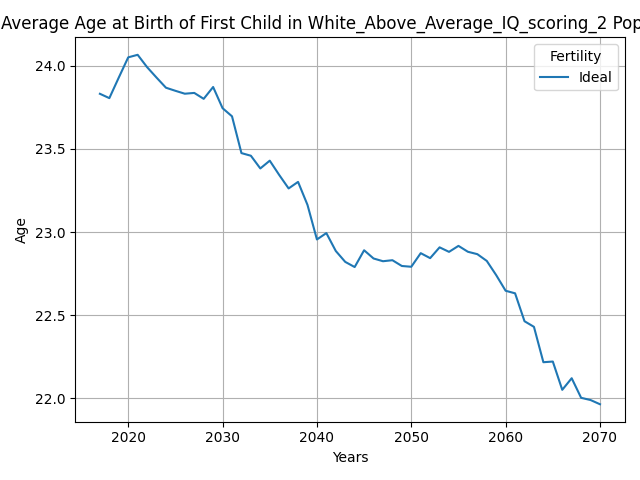 Average Age at Birth of First Child in White_Above_Average_IQ_scoring_2 Pop
Fertility
Ideal
24.0
23.5
23.0
22.5
22.0
Age
2020 2030 2040 2050 2060 2070
Years